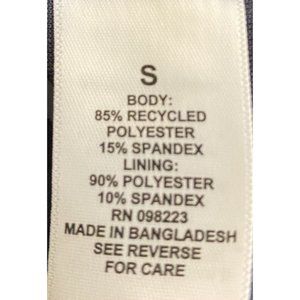 S
BODY:
85% RECYCLED
POLYESTER
15% SPANDEX
LINING:
90% POLYESTER
10% SPANDEX
RN 098223
MADE IN BANGLADESH
SEE REVERSE
FOR CARE